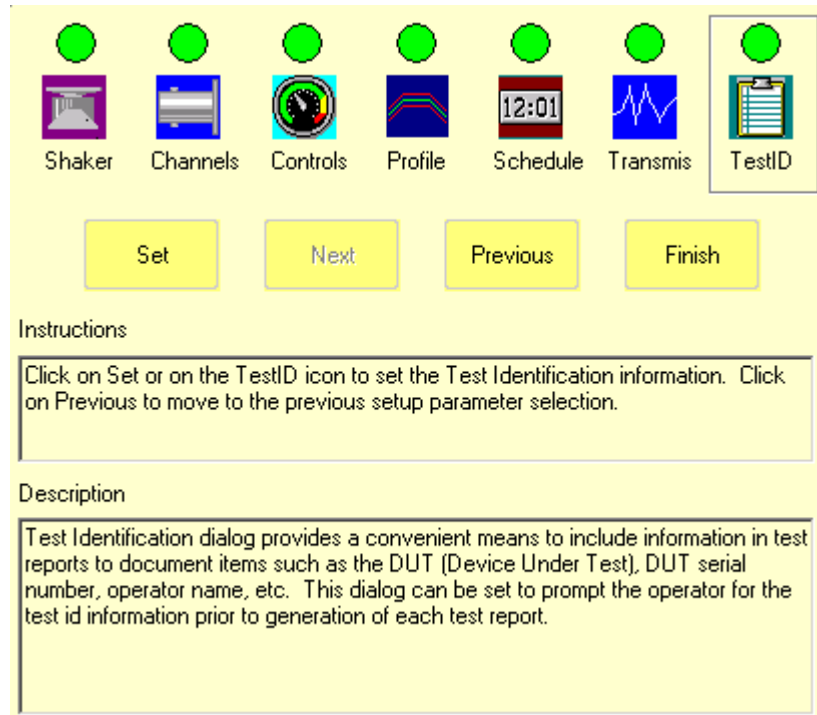 12:01
Shaker Channels Controls Profile Schedule Transmis TestID
Set Next Previous Finish
Instructions
Click on Set or on the TestID icon to set the Test Identification information.  Click
on Previous to move to the previous setup parameter selection.
Description
Test Identification dialog provides a convenient means to include information in test
reports to document items such as the DUT (Device Under Test), DUT serial
number, operator name, etc.  This dialog can be set to prompt the operator for the
test id information prior to generation of each test report.